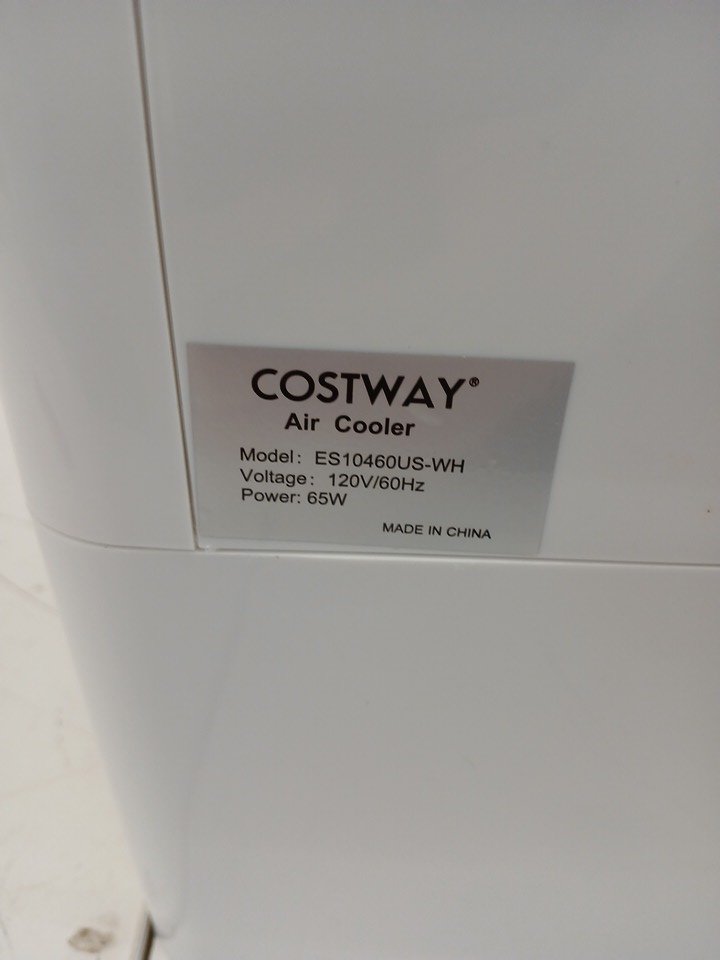 COSTWAY®
Air Cooler
Model: ES10460US-WH
Voltage: 120V/60Hz
Power: 65W
MADE IN CHINA